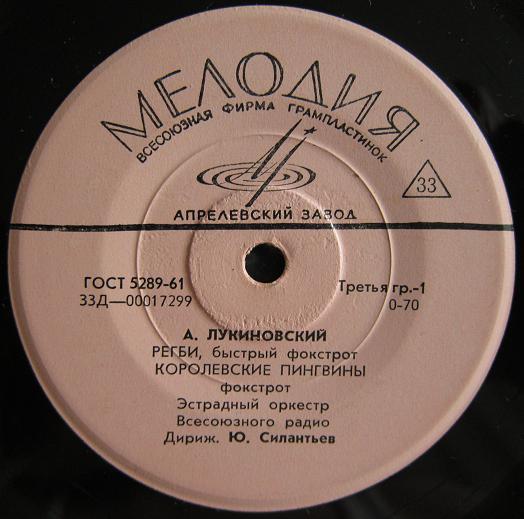 МЕЛОДИЯ
ВСЕСОЮЗНАЯ ФИРМА ГРАМПЛАСТИНОК
33
АПРЕЛЕВСКИЙ ЗАВОД
ГОСТ 5289-61 Третья гр.-1
33Д—00017299 0-70
А. ЛУКИНОВСКИЙ
РЕГБИ, быстрый фокстрот
КОРОЛЕВСКИЕ ПИНГВИНЫ
фокстрот
Эстрадный оркестр
Всесоюзного радио
Дириж. Ю. Силантьев